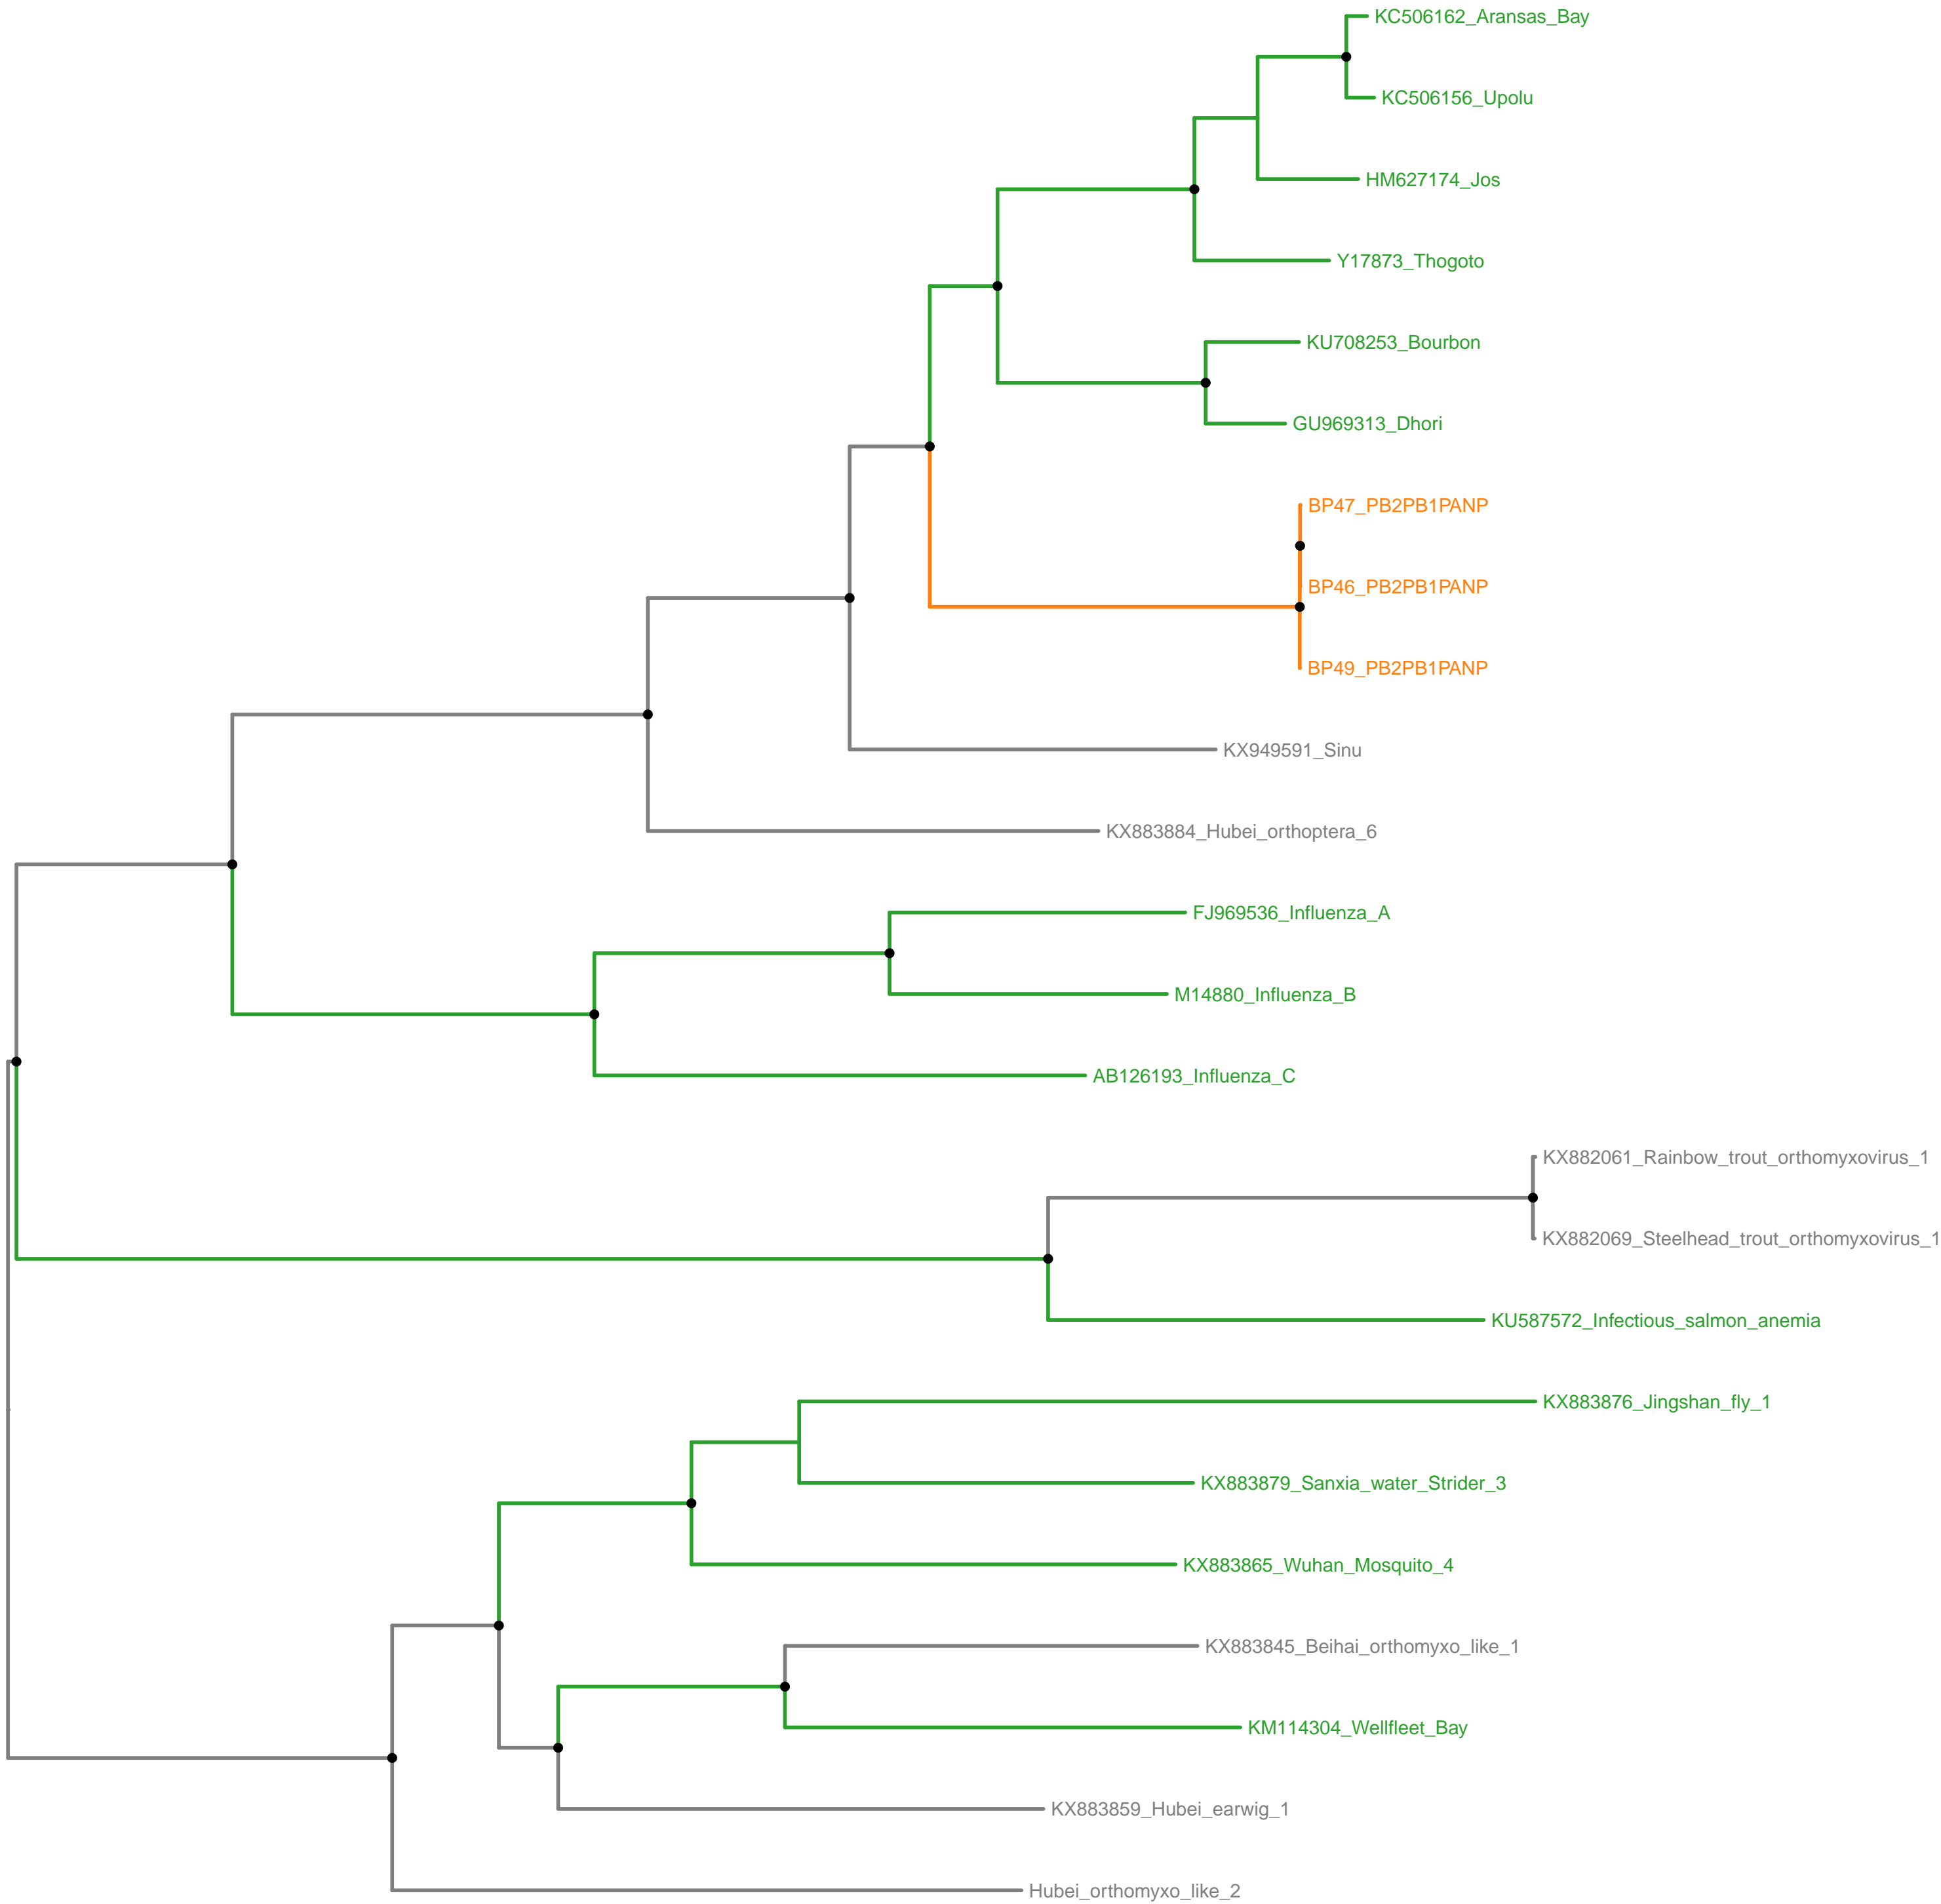 KC506162_Aransas_Bay
KC506156_Upolu
HM627174_Jos
Y17873_Thogoto
KU708253_Bourbon
GU969313_Dhori
BP47_PB2PB1PANP
BP46_PB2PB1PANP
BP49_PB2PB1PANP
KX949591_Sinu
KX883884_Hubei_orthoptera_6
FJ969536_Influenza_A
M14880_Influenza_B
AB126193_Influenza_C
KX882061_Rainbow_trout_orthomyxovirus_1
KX882069_Steelhead_trout_orthomyxovirus_1
KU587572_Infectious_salmon_anemia
KX883876_Jingshan_fly_1
KX883879_Sanxia_water_Strider_3
KX883865_Wuhan_Mosquito_4
KX883845_Beihai_orthomyxo_like_1
KM114304_Wellfleet_Bay
KX883859_Hubei_earwig_1
Hubei_orthomyxo_like_2